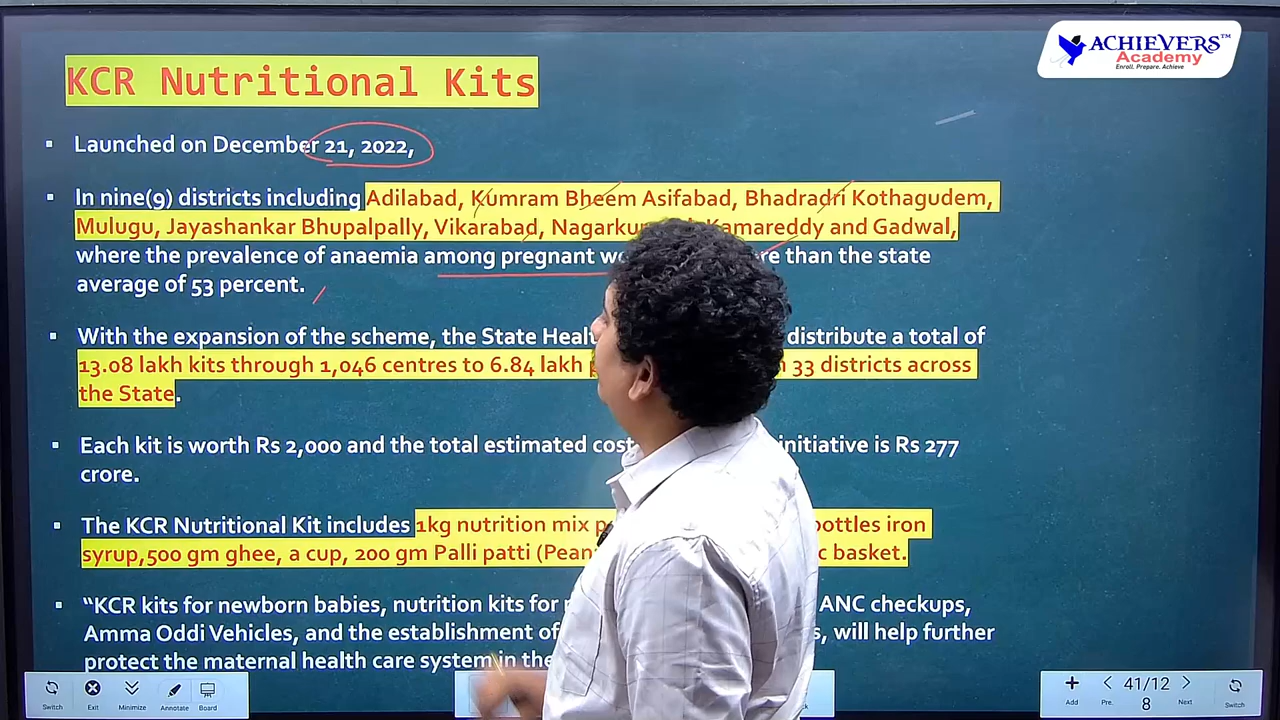 ACHIEVERS™
Academy
Enroll. Prepare. Achieve
KCR Nutritional Kits
▪ Launched on December 21, 2022,
▪ In nine(9) districts including Adilabad, Kumram Bheem Asifabad, Bhadradri Kothagudem,
Mulugu, Jayashankar Bhupalpally, Vikarabad, Kamareddy and Gadwal,
where the prevalence of anaemia among pregnant than the state
average of 53 percent.
▪ With the expansion of the scheme, the State distribute a total of
13.08 lakh kits through 1,046 centres to 6.84 lakh 33 districts across
the State.
▪ Each kit is worth Rs 2,000 and the total estimated cost initiative is Rs 277
crore.
▪ The KCR Nutritional Kit includes 1kg nutrition mix bottles iron
syrup,500 gm ghee, a cup, 200 gm Palli patti basket.
▪ “KCR kits for newborn babies, nutrition kits for ANC checkups,
Amma Oddi Vehicles, and the establishment of will help further
protect the maternal health care system in the
Switch Exit Minimize Annotate Board
Add Pre. 41/12 Next Switch
8